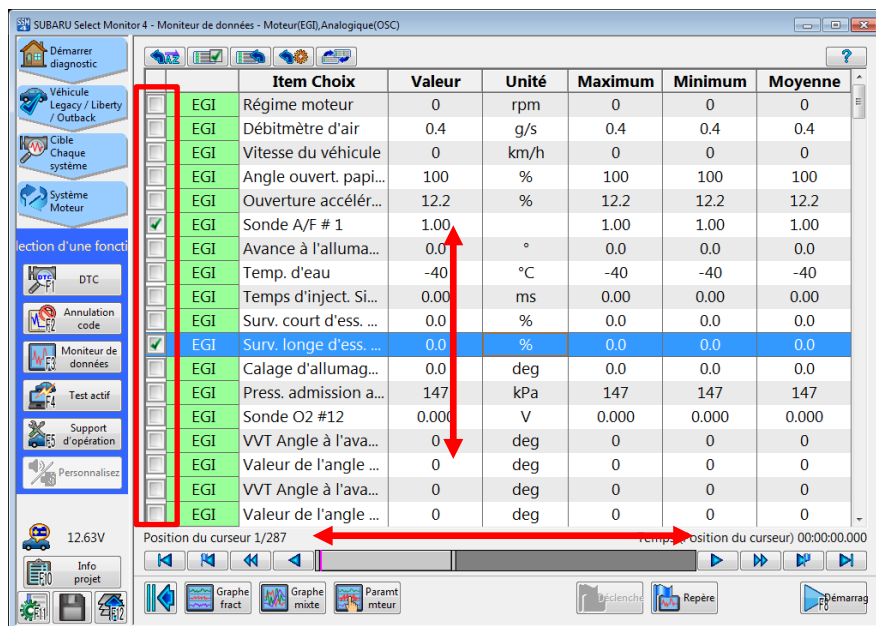 SUBARU Select Monitor 4 - Moniteur de données - Moteur(EGI),Analogique(OSC)
Démarrer
diagnostic
Véhicule
Legacy / Liberty
/ Outback
Cible
Chaque
système
Système
Moteur
lection d'une foncti
DTC
F1
DTC
Annulation
code
F2
Moniteur de
données
F3
Test actif
F4
Support
d'opération
F5
Personnalisez
12.63V
Info
projet
F10
F11
F12
AZ
?
Item Choix Valeur Unité Maximum Minimum Moyenne
EGI Régime moteur 0 rpm 0 0 0
EGI Débitmètre d'air 0.4 g/s 0.4 0.4 0.4
EGI Vitesse du véhicule 0 km/h 0 0 0
EGI Angle ouvert. papi... 100 % 100 100 100
EGI Ouverture accélér... 12.2 % 12.2 12.2 12.2
EGI Sonde A/F # 1 1.00 1.00 1.00 1.00
EGI Avance à l'alluma... 0.0 ° 0.0 0.0 0.0
EGI Temp. d'eau -40 °C -40 -40 -40
EGI Temps d'inject. Si... 0.00 ms 0.00 0.00 0.00
EGI Surv. court d'ess. ... 0.0 % 0.0 0.0 0.0
EGI Surv. longe d'ess. ... 0.0 % 0.0 0.0 0.0
EGI Calage d'allumag... 0.0 deg 0.0 0.0 0.0
EGI Press. admission a... 147 kPa 147 147 147
EGI Sonde O2 #12 0.000 V 0.000 0.000 0.000
EGI VVT Angle à l'ava... 0 deg 0 0 0
EGI Valeur de l'angle ... 0 deg 0 0 0
EGI VVT Angle à l'ava... 0 deg 0 0 0
EGI Valeur de l'angle ... 0 deg 0 0 0
Position du curseur 1/287 Temps(Position du curseur) 00:00:00.000
Graphe
fract
Graphe
mixte
Paramt
mteur
Déclenche
Repère
F8
Démarrag